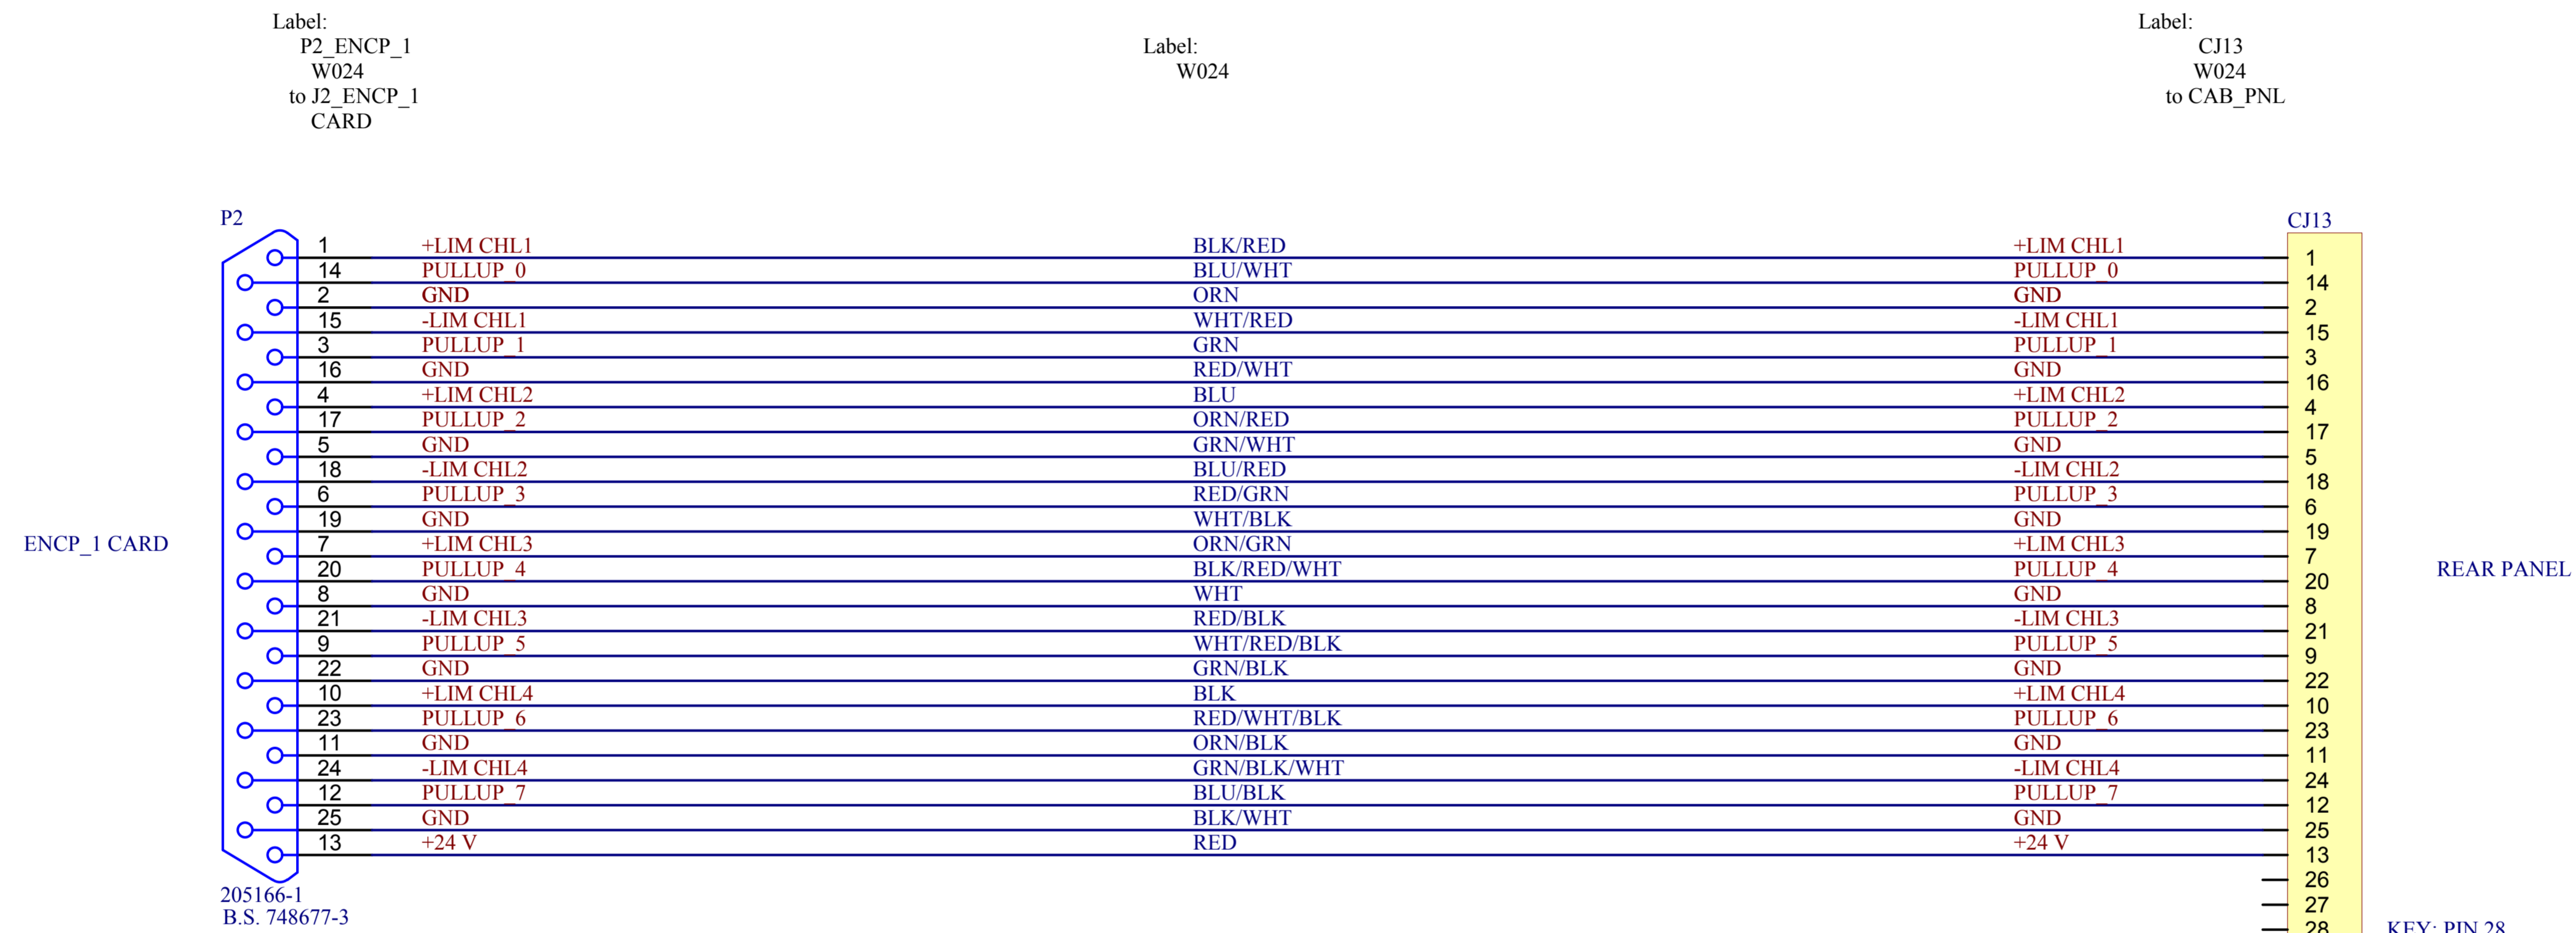 Label:
P2_ENCP_1
W024
to J2_ENCP_1
CARD
Label:
W024
Label:
CJ13
W024
to CAB_PNL
P2
CJ13
1 +LIM CHL1 BLK/RED +LIM CHL1 1
14 PULLUP_0 BLU/WHT PULLUP_0 14
2 GND ORN GND 2
15 -LIM CHL1 WHT/RED -LIM CHL1 15
3 PULLUP_1 GRN PULLUP_1 3
16 GND RED/WHT GND 16
4 +LIM CHL2 BLU +LIM CHL2 4
17 PULLUP_2 ORN/RED PULLUP_2 17
5 GND GRN/WHT GND 5
18 -LIM CHL2 BLU/RED -LIM CHL2 18
6 PULLUP_3 RED/GRN PULLUP_3 6
19 GND WHT/BLK GND 19
ENCP_1 CARD
7 +LIM CHL3 ORN/GRN +LIM CHL3 7
20 PULLUP_4 BLK/RED/WHT PULLUP_4 20
REAR PANEL
8 GND WHT GND 8
21 -LIM CHL3 RED/BLK -LIM CHL3 21
9 PULLUP_5 WHT/RED/BLK PULLUP_5 9
22 GND GRN/BLK GND 22
10 +LIM CHL4 BLK +LIM CHL4 10
23 PULLUP_6 RED/WHT/BLK PULLUP_6 23
11 GND ORN/BLK GND 11
24 -LIM CHL4 GRN/BLK/WHT -LIM CHL4 24
12 PULLUP_7 BLU/BLK PULLUP_7 12
25 GND BLK/WHT GND 25
13 +24 V RED +24 V 13
26
27
28
205166-1
B.S. 748677-3
KEY: PIN 28